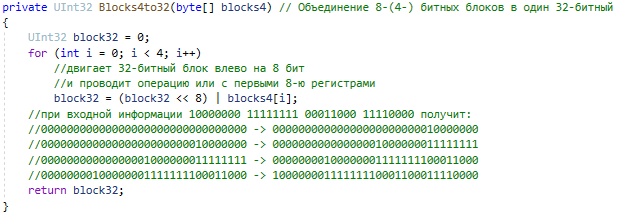 private UInt32 Blocks4to32(byte[] blocks4) // Объединение 8-(4-) битных блоков в один 32-битный
{
    UInt32 block32 = 0;
    for (int i = 0; i < 4; i++)
        //двигает 32-битный блок влево на 8 бит
        //и проводит операцию или с первыми 8-ю регистрами
        block32 = (block32 << 8) | blocks4[i];
    //при входной информации 10000000 11111111 00011000 11110000 получит:
    //00000000000000000000000000000000 -> 00000000000000000000000010000000
    //00000000000000000000000010000000 -> 00000000000000001000000011111111
    //00000000000000001000000011111111 -> 00000000100000001111111100011000
    //00000000100000001111111100011000 -> 10000000111111110001100011110000
    return block32;
}